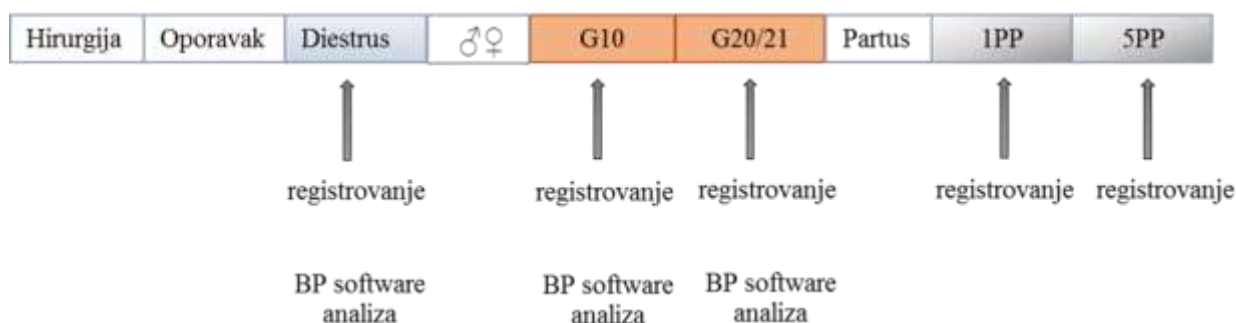 Hirurgija Oporavak Diestrus ♂♀ G10 G20/21 Partus 1PP 5PP
registrovanje registrovanje registrovanje registrovanje registrovanje
BP software BP software BP software
analiza analiza analiza